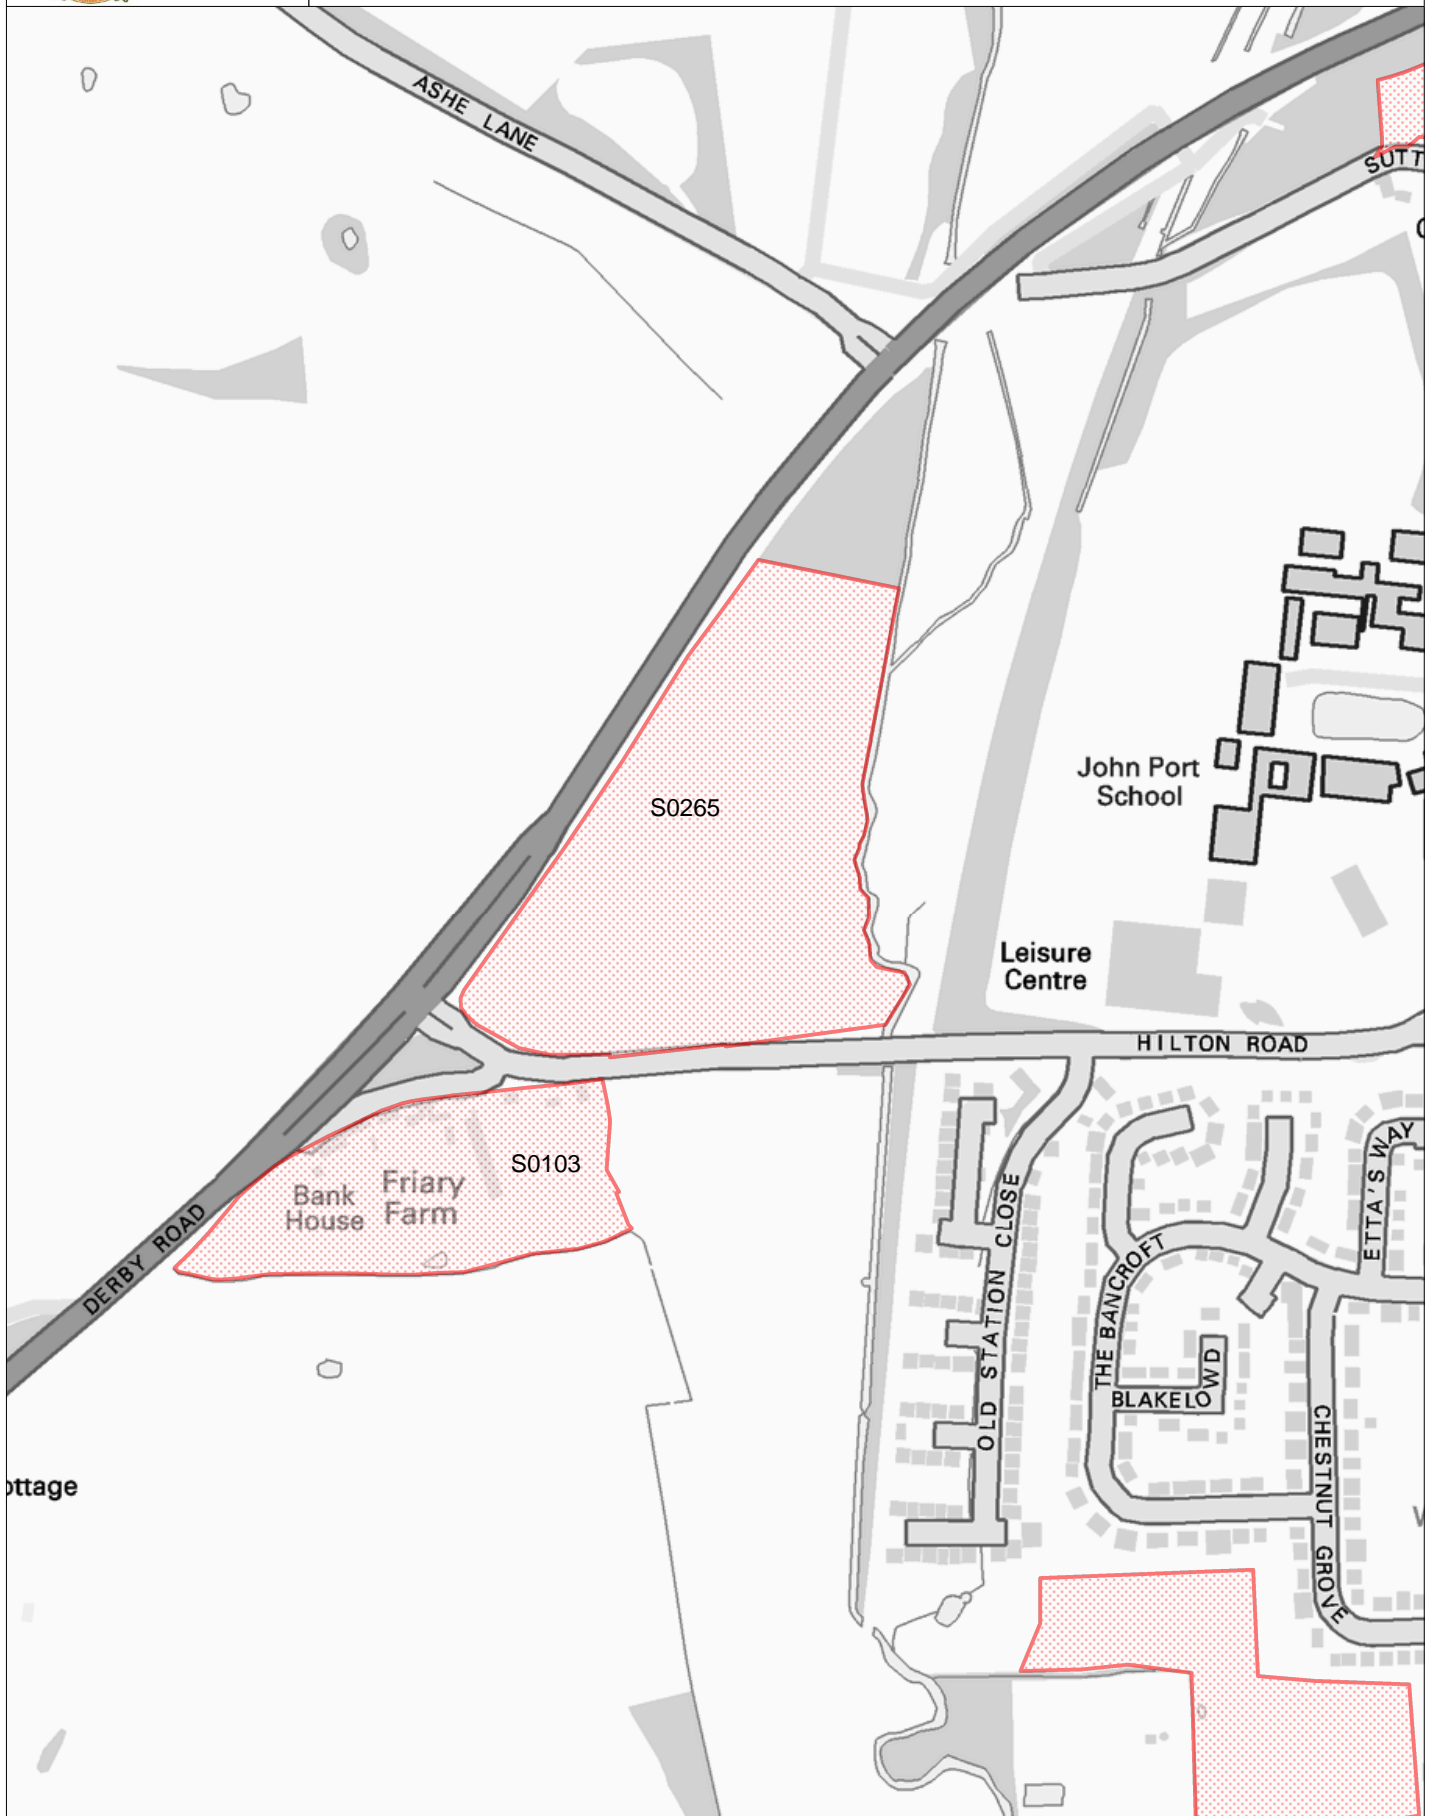 ASHE LANE
SUTT
S0265
John Port
School
Leisure
Centre
HILTON ROAD
S0103
Friary
Farm
Bank
House
DERBY ROAD
OLD STATION CLOSE
THE BANCROFT
ETTA'S WAY
BLAKELOWD
CHESTNUT GROVE
ottage